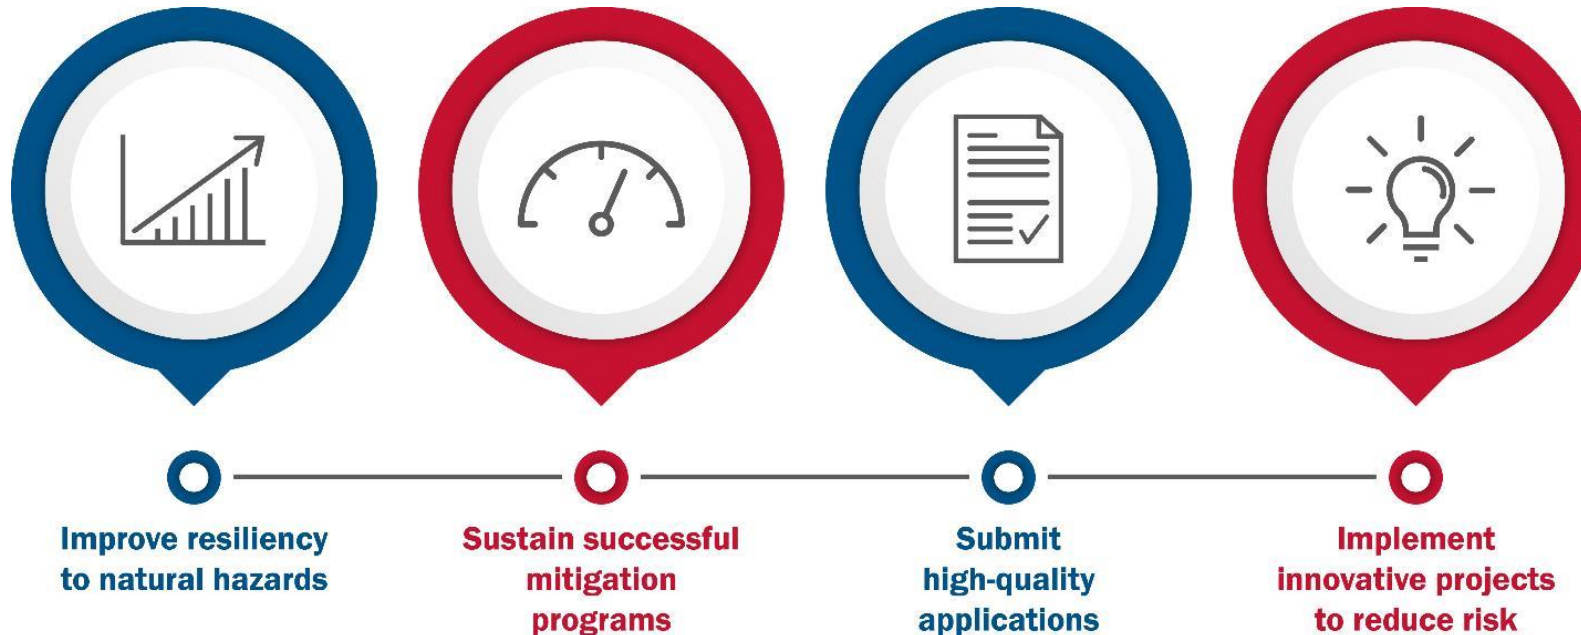 Improve resiliency
to natural hazards
Sustain successful
mitigation
programs
Submit
high-quality
applications
Implement
innovative projects
to reduce risk